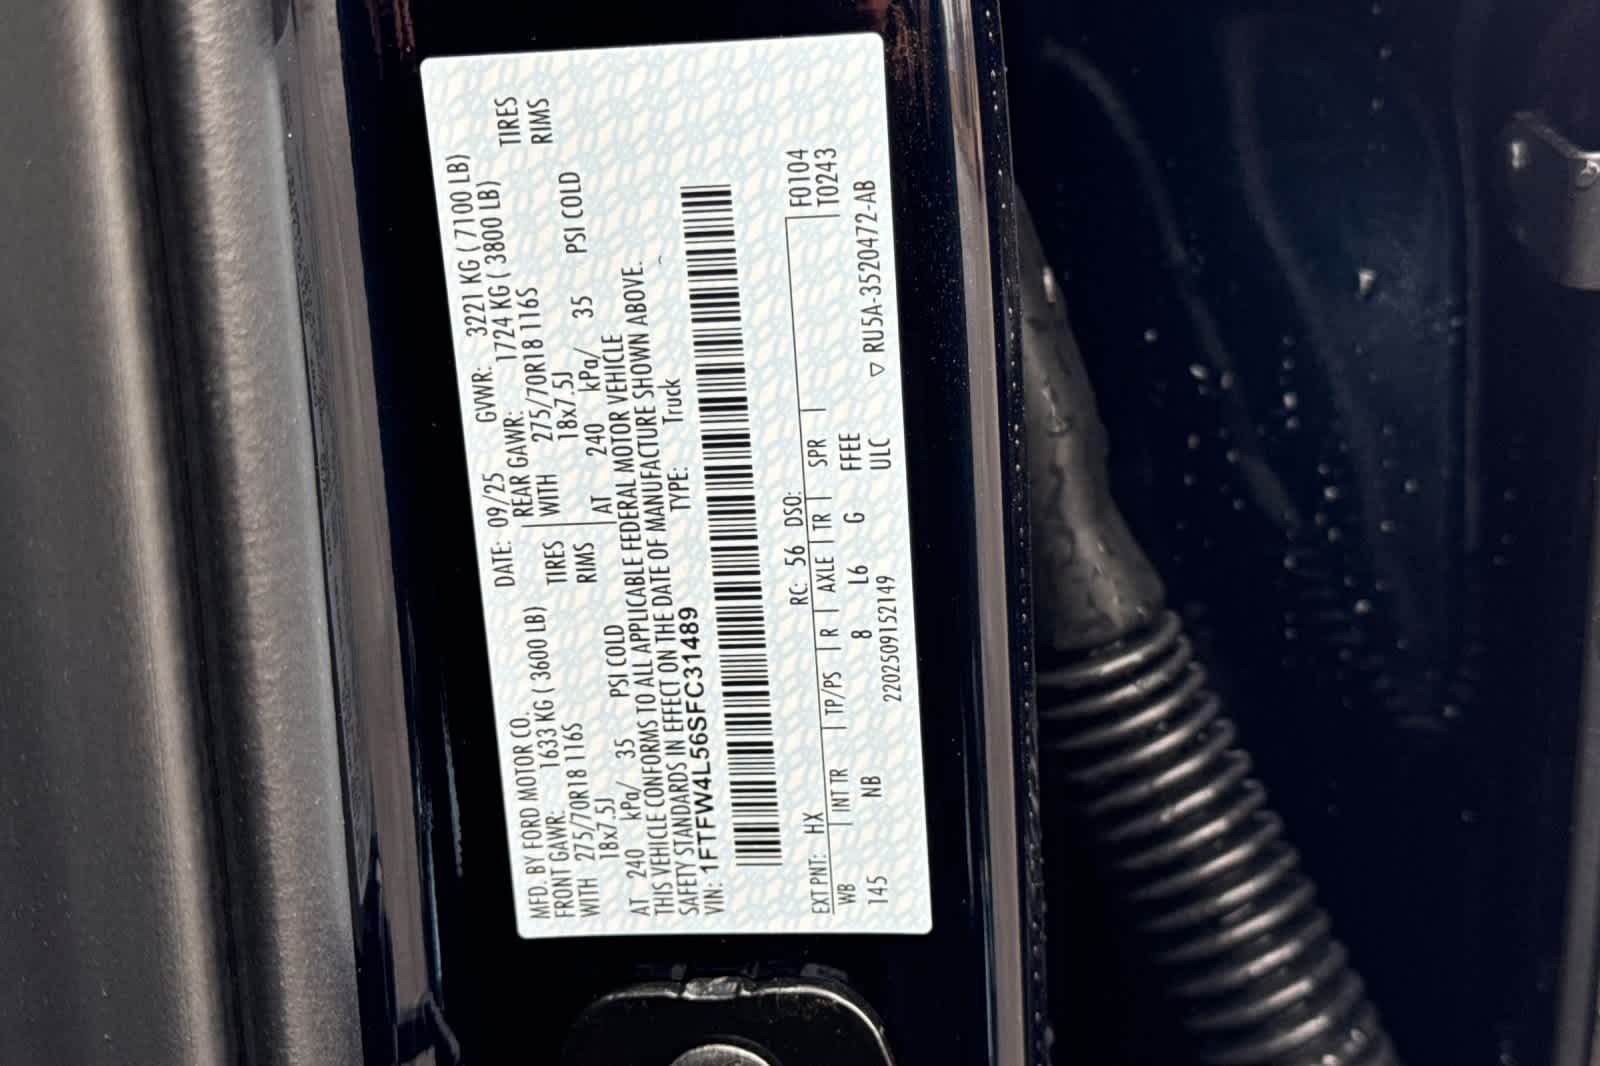 MFD. BY FORD MOTOR CO. DATE: 09/25 GVWR: 3221 KG ( 7100 LB)
FRONT GAWR: 1633 KG ( 3600 LB) REAR GAWR: 1724 KG ( 3800 LB)
WITH 275/70R18 116S TIRES WITH 275/70R18 116S TIRES
18x7.5J RIMS 18x7.5J RIMS
AT 240 kPa/ 35 PSI COLD AT 240 kPa/ 35 PSI COLD
THIS VEHICLE CONFORMS TO ALL APPLICABLE FEDERAL MOTOR VEHICLE
SAFETY STANDARDS IN EFFECT ON THE DATE OF MANUFACTURE SHOWN ABOVE.
VIN: 1FTFW4L56SFC31489 TYPE: Truck
F0104
EXT PNT: HX RC: 56 DSO: T0243
WB INT TR TP/PS R AXLE TR SPR
145 NB 8 L6 G FFEE
220250915​2149 ULC ▽ RU5A-3520472-AB